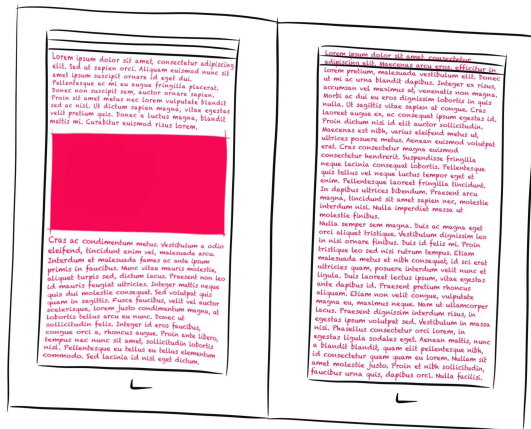 Lorem ipsum dolor sit amet, consectetur adipiscing
elit. Sed ut sapien orci. Aliquam euismod nunc sit
amet ipsum suscipit ornare id eget dui.
Pellentesque ac mi eu augue fringilla placerat.
Donec non suscipit sem, auctor ornare sapien.
Proin sit amet metus nec lorem vulputate blandit
sed ac nisl. Ut dictum sapien magna, vitae egestas
velit pretium quis. Donec a luctus magna, blandit
mattis mi. Curabitur euismod risus lorem,
Cras ac condimentum metus. Vestibulum a odio
eleifend, tincidunt enim vel, malesuada arcu.
Interdum et malesuada fames ac ante ipsum
primis in faucibus. Nunc vitae mauris molestie,
aliquet turpis sed, dictum lacus. Praesent non leo
id mauris feugiat ultricies. Integer mattis neque
quis dui molestie consequat. Sed volutpat quis
quam in sagittis. Fusce faucibus, velit vel auctor
scelerisque, lorem justo condimentum magna, at
lobortis tellus arcu eu nunc. Donec ut
sollicitudin felis. Integer id eros faucibus,
congue orci a, rhoncus augue. Proin ante libero,
tempus nec nunc sit amet, sollicitudin lobortis
nisl. Pellentesque eu tellus eu tellus elementum
commodo. Sed lacinia id nisl eget dictum,
Lorem ipsum dolor sit amet, consectetur
adipiscing elit. Maecenas arcu eros, efficitur in
lorem pretium, malesuada vestibulum elit. Donec
ut mi ac urna blandit dapibus. Integer ex risus,
accumsan vel maximus at, venenatis non magna.
Morbi ac dui eu eros dignissim lobortis in quis
nulla. Ut sagittis vitae sapien at congue. Cras
laoreet augue ex, ac consequat ipsum egestas id.
Proin dictum nisl id elit auctor sollicitudin.
Maecenas est nibh, varius eleifend metus ut,
ultrices posuere metus. Aenean euismod volutpat
erat. Cras consectetur magna euismod
consectetur hendrerit. Suspendisse fringilla
neque lacinia consequat lobortis. Pellentesque
quis tellus vel neque luctus tempor eget et
enim. Pellentesque laoreet fringilla tincidunt.
In dapibus ultrices bibendum. Praesent arcu
magna, tincidunt sit amet sapien nec, molestie
interdum nisl. Nulla imperdiet massa ut
molestie finibus.
Nulla semper sem magna. Duis ac magna eget
orci aliquet tristique. Vestibulum dignissim leo
in nisi ornare finibus. Duis id felis mi. Proin
tristique leo sed nisl rutrum tempus. Etiam
malesuada metus et nibh consequat, id sci erat
ultricies quam, posuere interdum velit nunc et
ligula. Duis laoreet lectus ipsum, vitae egestas
ante dapibus id. Praesent pretium rhoncus
aliquam. Etiam non velit congue, vulputate
magna eu, maximus neque. Nam ut ullamcorper
lacus. Praesent dignissim interdum risus, in
egestas ipsum volutpat sed. Vestibulum in massa
nisi. Phasellus consectetur orci lorem, in
egestas ligula sodales eget. Aenean mattis, nunc
a blandit blandit, quam elit pellentesque nibh,
id consectetur quam quam eu lorem. Nullam sit
amet molestie justo. Proin et nibh sollicitudin,
faucibus urna quis, dapibus orci. Nulla facilisi.